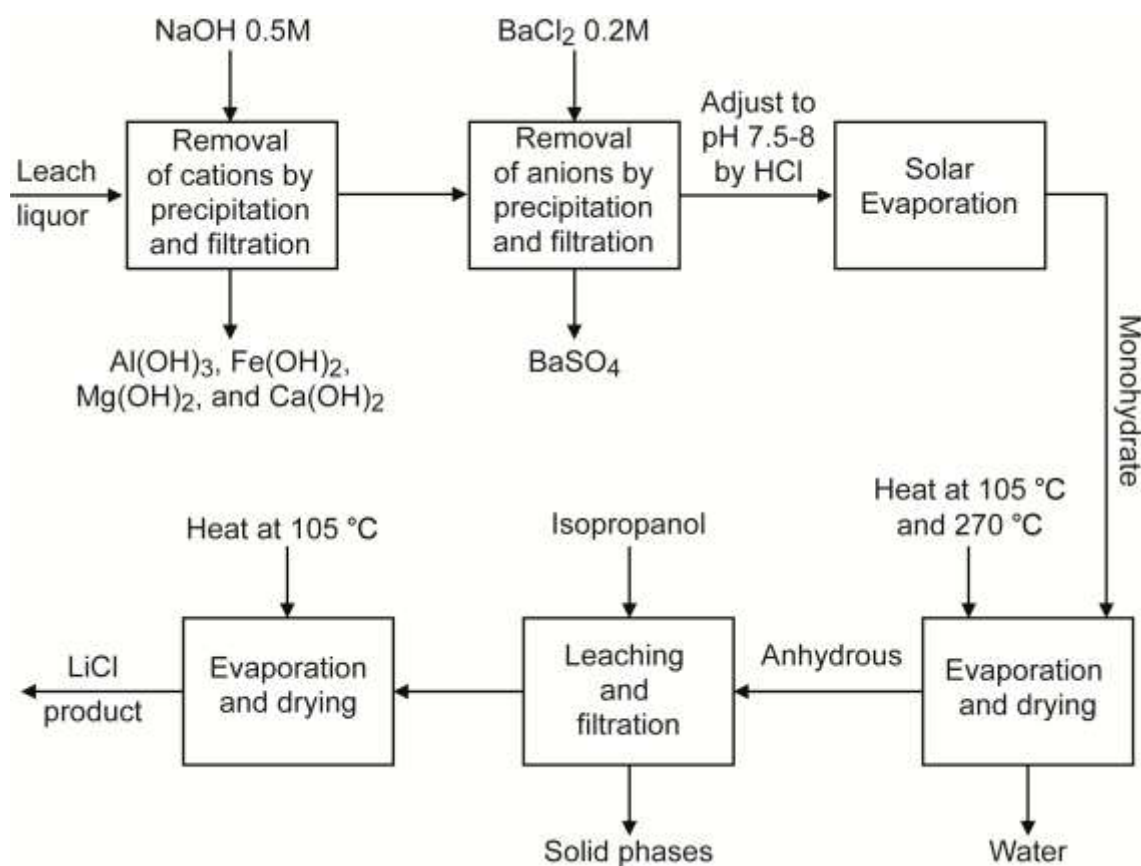 NaOH 0.5M
BaCl2 0.2M
Leach
liquor
Removal
of cations by
precipitation
and filtration
Removal
of anions by
precipitation
and filtration
Adjust to
pH 7.5-8
by HCl
Solar
Evaporation
Al(OH)3, Fe(OH)2,
Mg(OH)2, and Ca(OH)2
BaSO4
Monohydrate
Heat at 105 °C
and 270 °C
Isopropanol
Heat at 105 °C
Evaporation
and drying
Anhydrous
Leaching
and
filtration
Evaporation
and drying
LiCl
product
Solid phases
Water